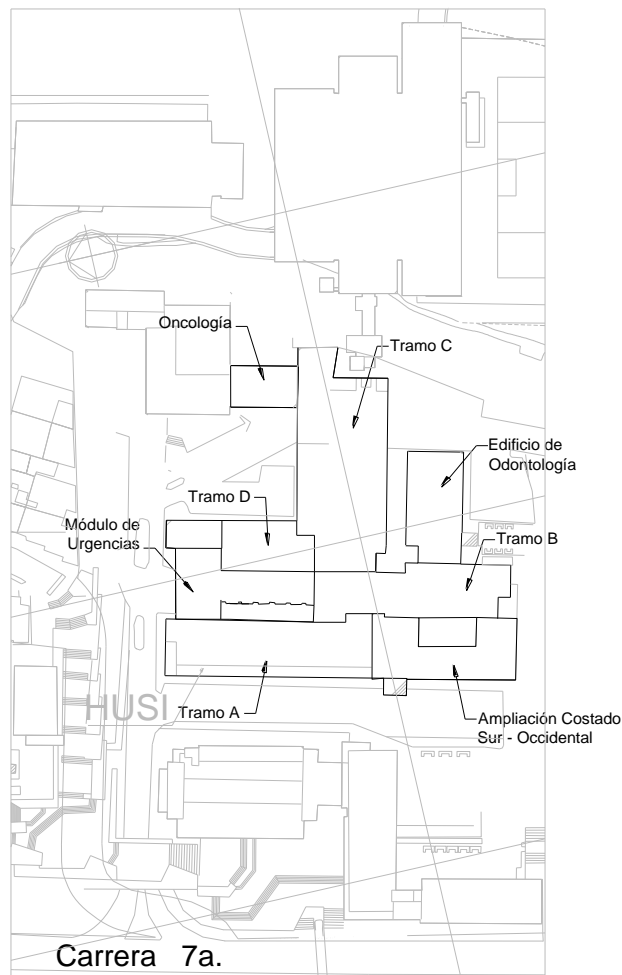 Oncología
Tramo C
Edificio de
Odontología
Tramo D
Módulo de
Urgencias
Tramo B
HUSI
Tramo A
Ampliación Costado
Sur - Occidental
Carrera 7a.